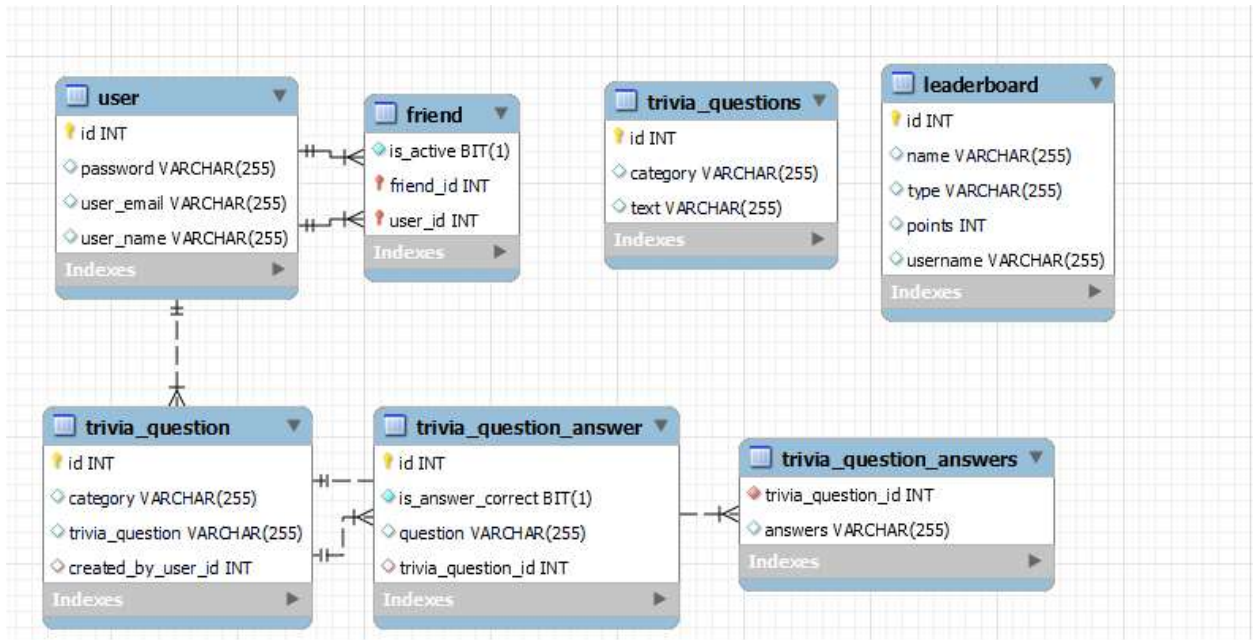 user
id INT
password VARCHAR(255)
user_email VARCHAR(255)
user_name VARCHAR(255)
Indexes
friend
is_active BIT(1)
friend_id INT
user_id INT
Indexes
trivia_questions
id INT
category VARCHAR(255)
text VARCHAR(255)
Indexes
leaderboard
id INT
name VARCHAR(255)
type VARCHAR(255)
points INT
username VARCHAR(255)
Indexes
trivia_question
id INT
category VARCHAR(255)
trivia_question VARCHAR(255)
created_by_user_id INT
Indexes
trivia_question_answer
id INT
is_answer_correct BIT(1)
question VARCHAR(255)
trivia_question_id INT
Indexes
trivia_question_answers
trivia_question_id INT
answers VARCHAR(255)
Indexes